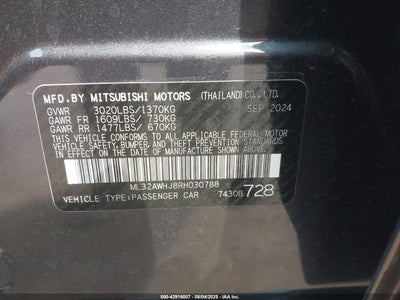 MFD.BY MITSUBISHI MOTORS (THAILAND)CO.,LTD.
GVWR 3020LBS/1370KG SEP.2024
GAWR FR 1609LBS/ 730KG
GAWR RR 1477LBS/ 670KG
THIS VEHICLE CONFORMS TO ALL APPLICABLE FEDERAL MOTOR
VEHICLE SAFETY, BUMPER, AND THEFT PREVENTION STANDARDS
IN EFFECT ON THE DATE OF MANUFACTURE SHOWN ABOVE.
ML32AWHJ8RH030788
VEHICLE TYPE:PASSENGER CAR 7430B 728
000-42916007 - 08/04/2025 - IAA Inc.